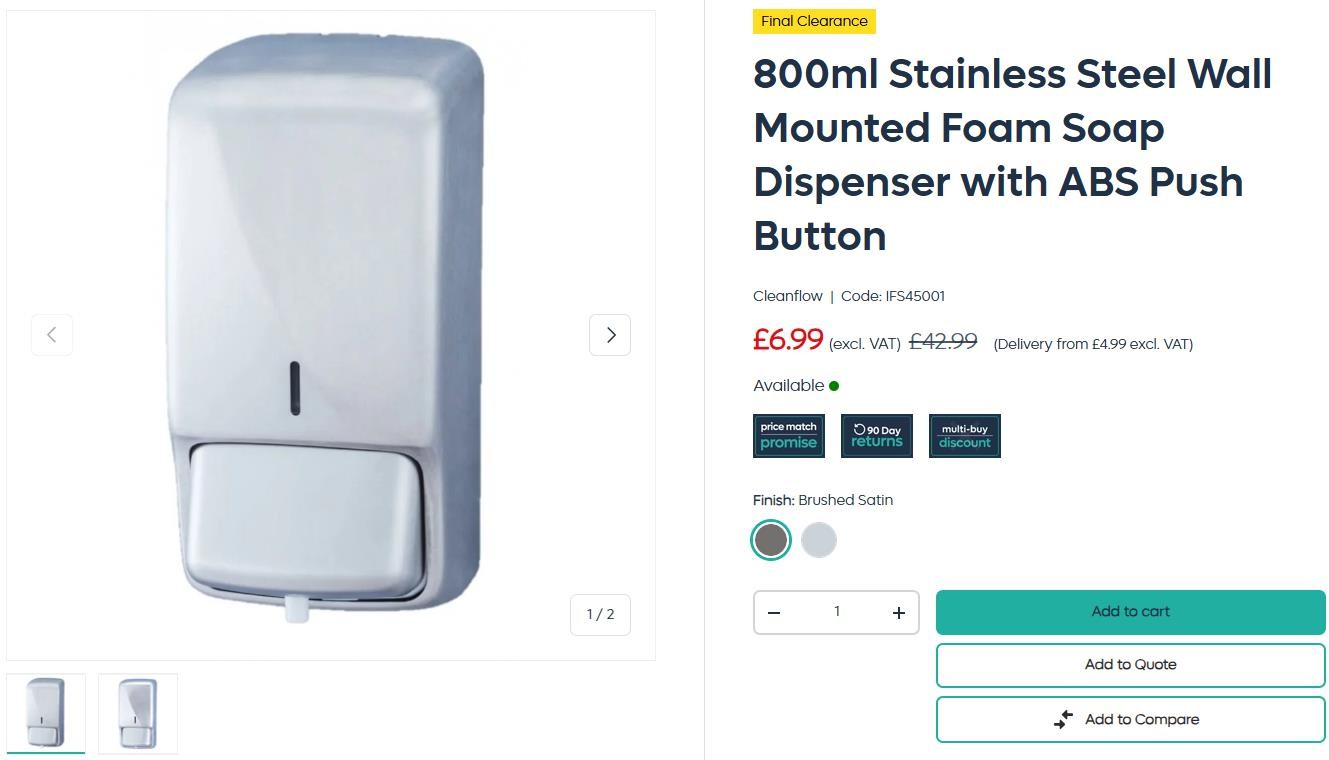 Final Clearance
800ml Stainless Steel Wall
Mounted Foam Soap
Dispenser with ABS Push
Button
Cleanflow | Code: IFS45001
£6.99 (excl. VAT) £42.99 (Delivery from £4.99 excl. VAT)
Available
price match
promise
90 Day
returns
multi-buy
discount
Finish: Brushed Satin
1
Add to cart
1 / 2
Add to Quote
Add to Compare